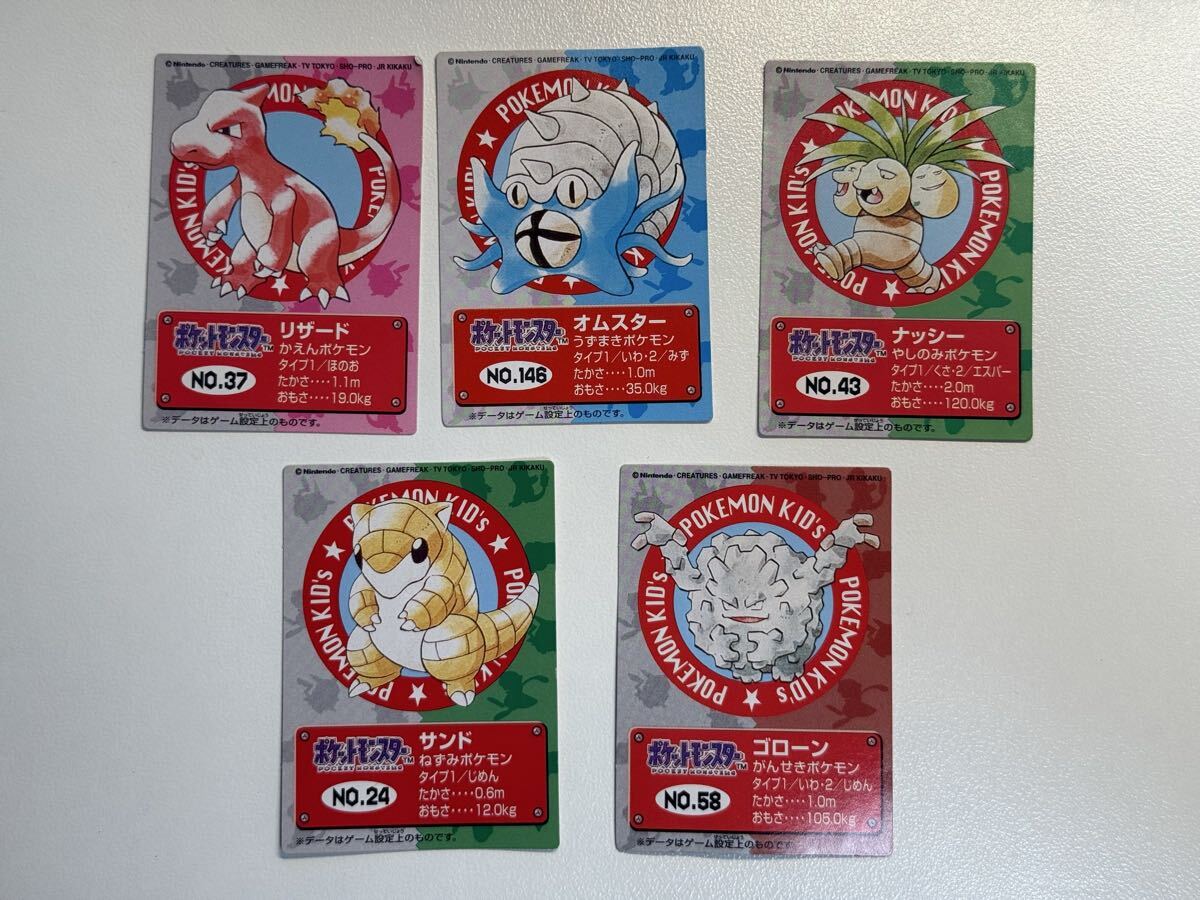 ©Nintendo・CREATURES・GAMEFREAK・TV TOKYO・SHO-PRO・JR KIKAKU
POKEMON KID's
ポケットモンスター™
POCKET MONSTERS
NO.37
リザード
かえんポケモン
タイプ1/ほのお
たかさ････1.1m
おもさ････19.0kg
※データはゲーム設定上のものです。
©Nintendo・CREATURES・GAMEFREAK・TV TOKYO・SHO-PRO・JR KIKAKU
POKEMON KID's
ポケットモンスター™
POCKET MONSTERS
NO.146
オムスター
うずまきポケモン
タイプ1/いわ・2/みず
たかさ････1.0m
おもさ････35.0kg
※データはゲーム設定上のものです。
©Nintendo・CREATURES・GAMEFREAK・TV TOKYO・SHO-PRO・JR KIKAKU
POKEMON KID's
POKEMON KID's
ポケットモンスター™
POCKET MONSTERS
NO.43
ナッシー
やしのみポケモン
タイプ1/くさ・2/エスパー
たかさ････2.0m
おもさ････120.0kg
※データはゲーム設定上のものです。
©Nintendo・CREATURES・GAMEFREAK・TV TOKYO・SHO-PRO・JR KIKAKU
POKEMON KID's
POKEMON KID's
ポケットモンスター™
POCKET MONSTERS
NO.24
サンド
ねずみポケモン
タイプ1/じめん
たかさ････0.6m
おもさ････12.0kg
※データはゲーム設定上のものです。
©Nintendo・CREATURES・GAMEFREAK・TV TOKYO・SHO-PRO・JR KIKAKU
POKEMON KID's
POKEMON KID's
POKEMON KID's
ポケットモンスター™
POCKET MONSTERS
NO.58
ゴローン
がんせきポケモン
タイプ1/いわ・2/じめん
たかさ････1.0m
おもさ････105.0kg
※データはゲーム設定上のものです。